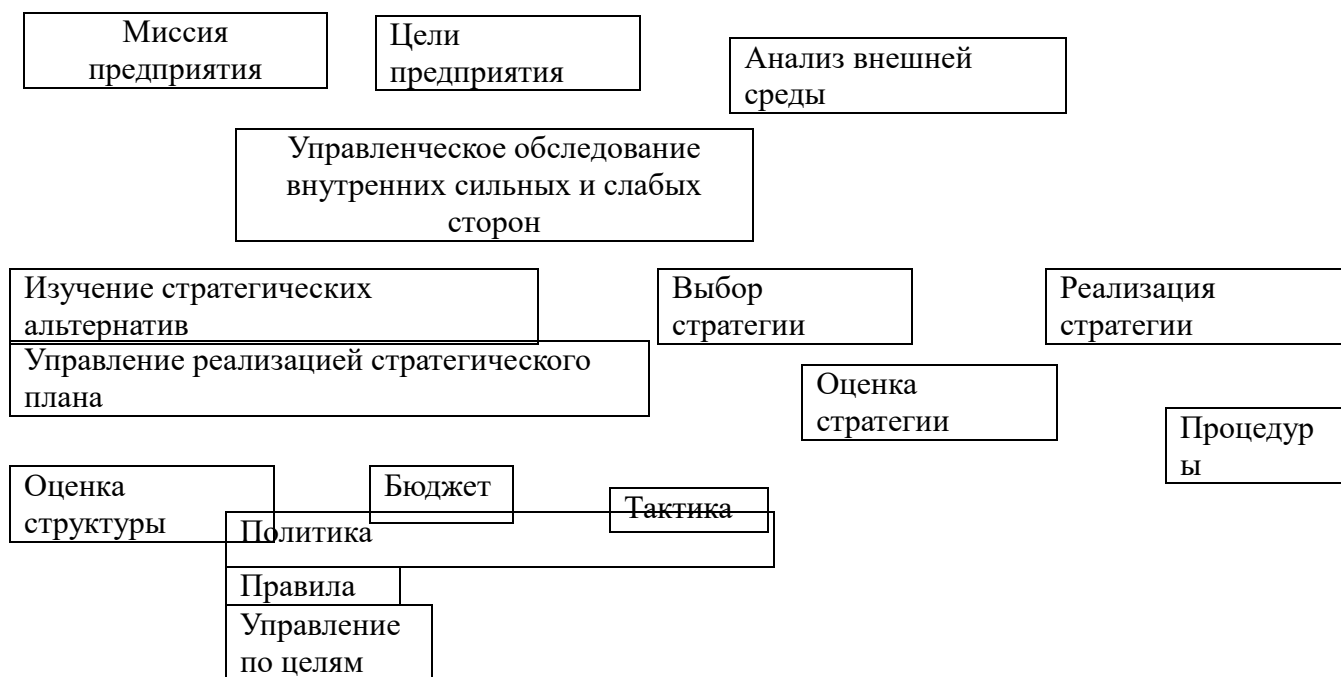 Миссия
предприятия
Цели
предприятия
Анализ внешней
среды
Управленческое обследование
внутренних сильных и слабых
сторон
Изучение стратегических
альтернатив
Выбор
стратегии
Реализация
стратегии
Управление реализацией стратегического
плана
Оценка
стратегии
Процедур
ы
Оценка
структуры
Бюджет
Тактика
Политика
Правила
Управление
по целям